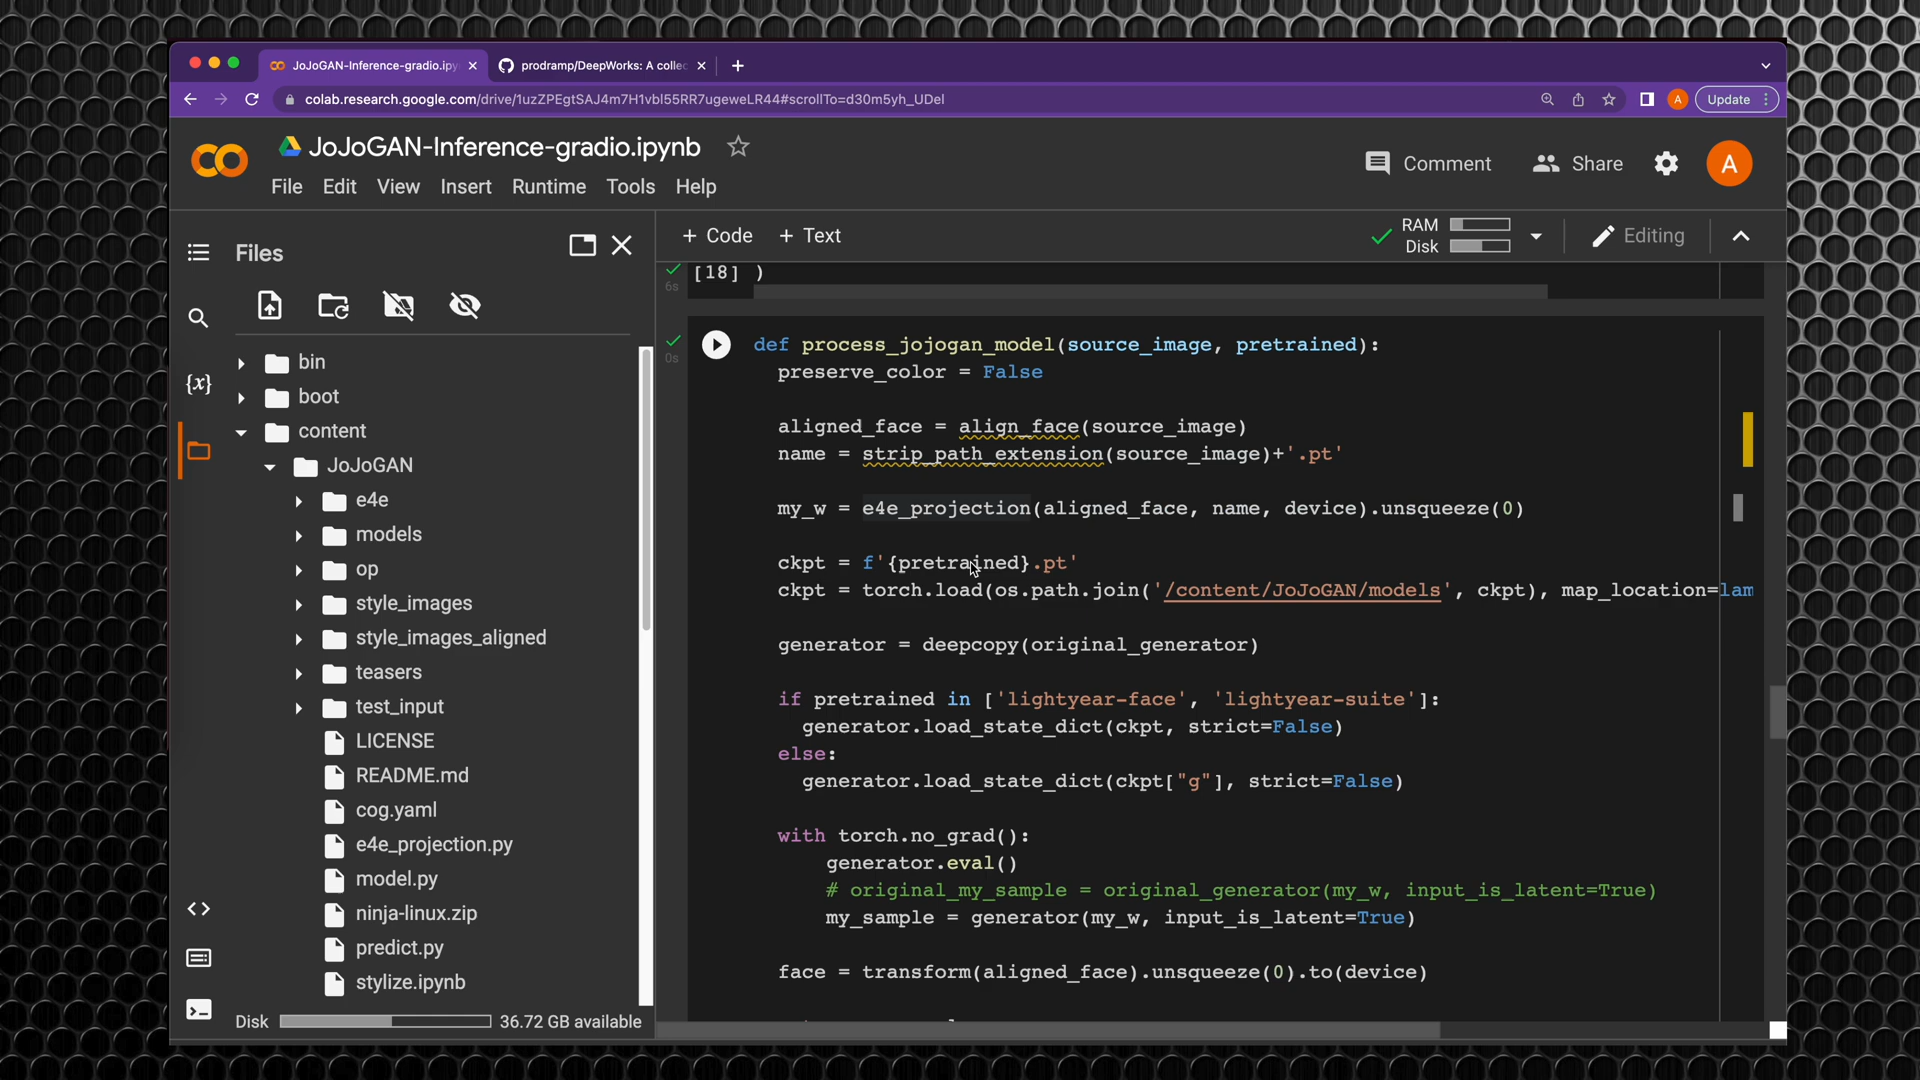 JoJoGAN-Inference-gradio.ipy
prodramp/DeepWorks: A collec
colab.research.google.com/drive/1uzZPEgtSAJ4m7H1vbl55RR7ugeweLR44#scrollTo=d30m5yh_UDel
A
Update
JoJoGAN-Inference-gradio.ipynb
File Edit View Insert Runtime Tools Help
Comment
Share
A
Files
+ Code + Text
RAM
Disk
Editing
{x}
bin
boot
content
JoJoGAN
e4e
models
op
style_images
style_images_aligned
teasers
test_input
LICENSE
README.md
cog.yaml
e4e_projection.py
model.py
ninja-linux.zip
predict.py
stylize.ipynb
Disk 36.72 GB available
6s
[18] )
0s
def process_jojogan_model(source_image, pretrained):
preserve_color = False
aligned_face = align_face(source_image)
name = strip_path_extension(source_image)+'.pt'
my_w = e4e_projection(aligned_face, name, device).unsqueeze(0)
ckpt = f'{pretrained}.pt'
ckpt = torch.load(os.path.join('/content/JoJoGAN/models', ckpt), map_location=lam
generator = deepcopy(original_generator)
if pretrained in ['lightyear-face', 'lightyear-suite']:
generator.load_state_dict(ckpt, strict=False)
else:
generator.load_state_dict(ckpt["g"], strict=False)
with torch.no_grad():
generator.eval()
# original_my_sample = original_generator(my_w, input_is_latent=True)
my_sample = generator(my_w, input_is_latent=True)
face = transform(aligned_face).unsqueeze(0).to(device)